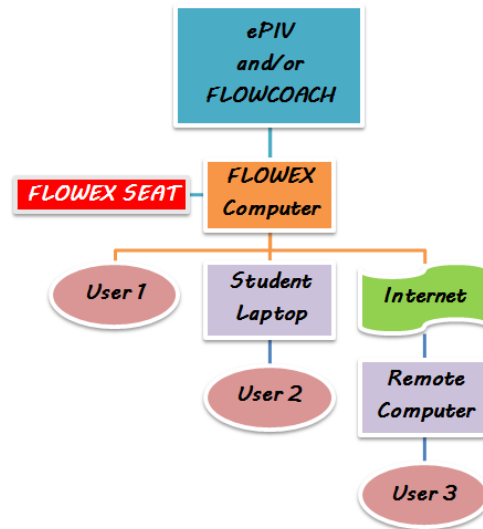 ePIV
and/or
FLOWCOACH
FLOWEX SEAT
FLOWEX
Computer
User 1
Student
Laptop
Internet
User 2
Remote
Computer
User 3